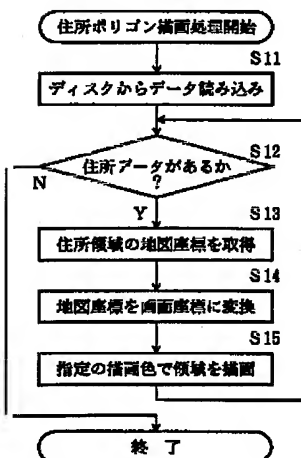 住所ポリゴン描画処理開始
S11
ディスクからデータ読み込み
S12
住所データがあるか
?
N
Y
S13
住所領域の地図座標を取得
S14
地図座標を画面座標に変換
S15
指定の描画色で領域を描画
終了